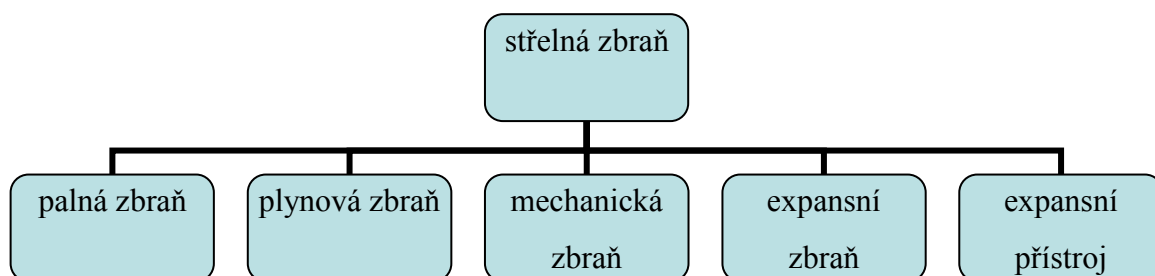 střelná zbraň
palná zbraň
plynová zbraň
mechanická
zbraň
expansní
zbraň
expansní
přístroj